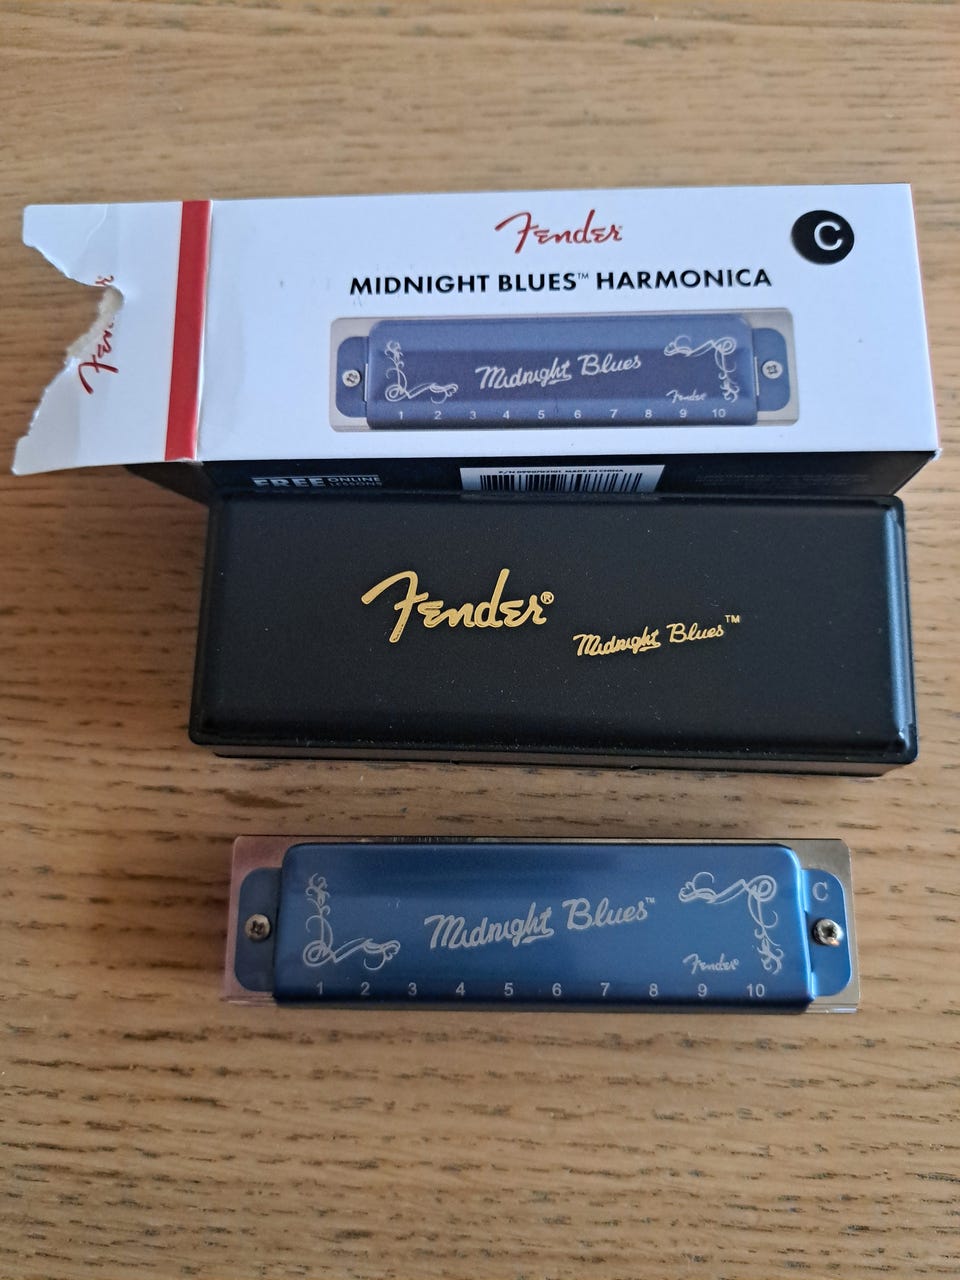 Fender
C
MIDNIGHT BLUES™ HARMONICA
Fender
Midnight Blues
Fender
1 2 3 4 5 6 7 8 9 10
FREE ONLINE LESSONS
MADE IN CHINA
Fender®
Midnight Blues™
C
Midnight Blues™
Fender®
1 2 3 4 5 6 7 8 9 10